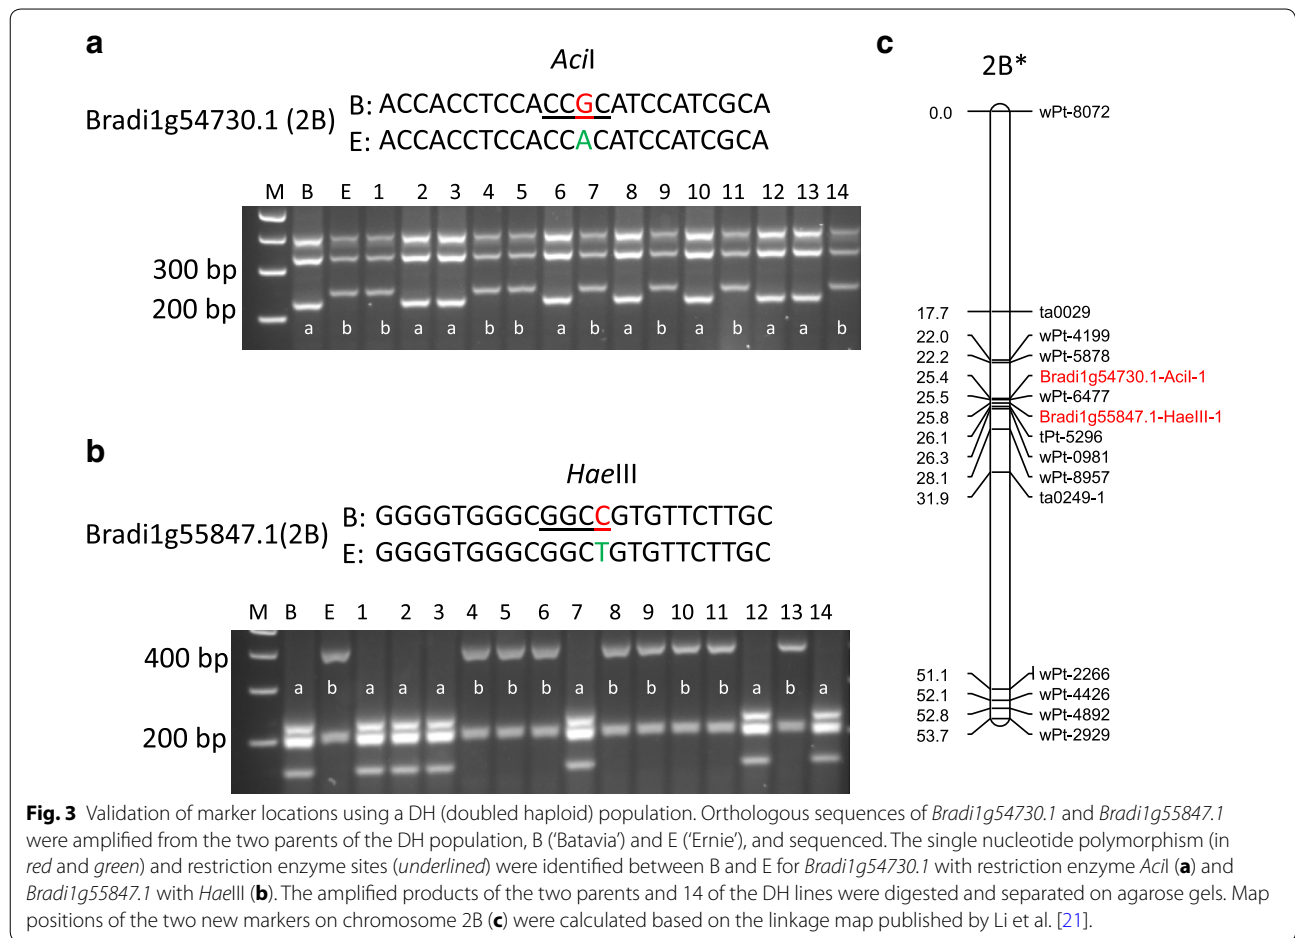 a
AciI
Bradi1g54730.1 (2B)
B: ACCACCTCCACCGCATCCATCGCA
E: ACCACCTCCACCACATCCATCGCA
M B E 1 2 3 4 5 6 7 8 9 10 11 12 13 14
300 bp
200 bp
a b b a a b b a b a b a b a a b
b
HaeIII
Bradi1g55847.1(2B)
B: GGGGTGGGCGGCCGTGTTCTTGC
E: GGGGTGGGCGGCTGTGTTCTTGC
M B E 1 2 3 4 5 6 7 8 9 10 11 12 13 14
400 bp
a b a a a b b b a b b b b a b a
200 bp
c
2B*
0.0 wPt-8072
17.7 ta0029
22.0 wPt-4199
22.2 wPt-5878
25.4 Bradi1g54730.1-AciI-1
25.5 wPt-6477
25.8 Bradi1g55847.1-HaeIII-1
26.1 tPt-5296
26.3 wPt-0981
28.1 wPt-8957
31.9 ta0249-1
51.1 wPt-2266
52.1 wPt-4426
52.8 wPt-4892
53.7 wPt-2929
Fig. 3 Validation of marker locations using a DH (doubled haploid) population. Orthologous sequences of Bradi1g54730.1 and Bradi1g55847.1
were amplified from the two parents of the DH population, B (‘Batavia’) and E (‘Ernie’), and sequenced. The single nucleotide polymorphism (in
red and green) and restriction enzyme sites (underlined) were identified between B and E for Bradi1g54730.1 with restriction enzyme AciI (a) and
Bradi1g55847.1 with HaeIII (b). The amplified products of the two parents and 14 of the DH lines were digested and separated on agarose gels. Map
positions of the two new markers on chromosome 2B (c) were calculated based on the linkage map published by Li et al. [21].